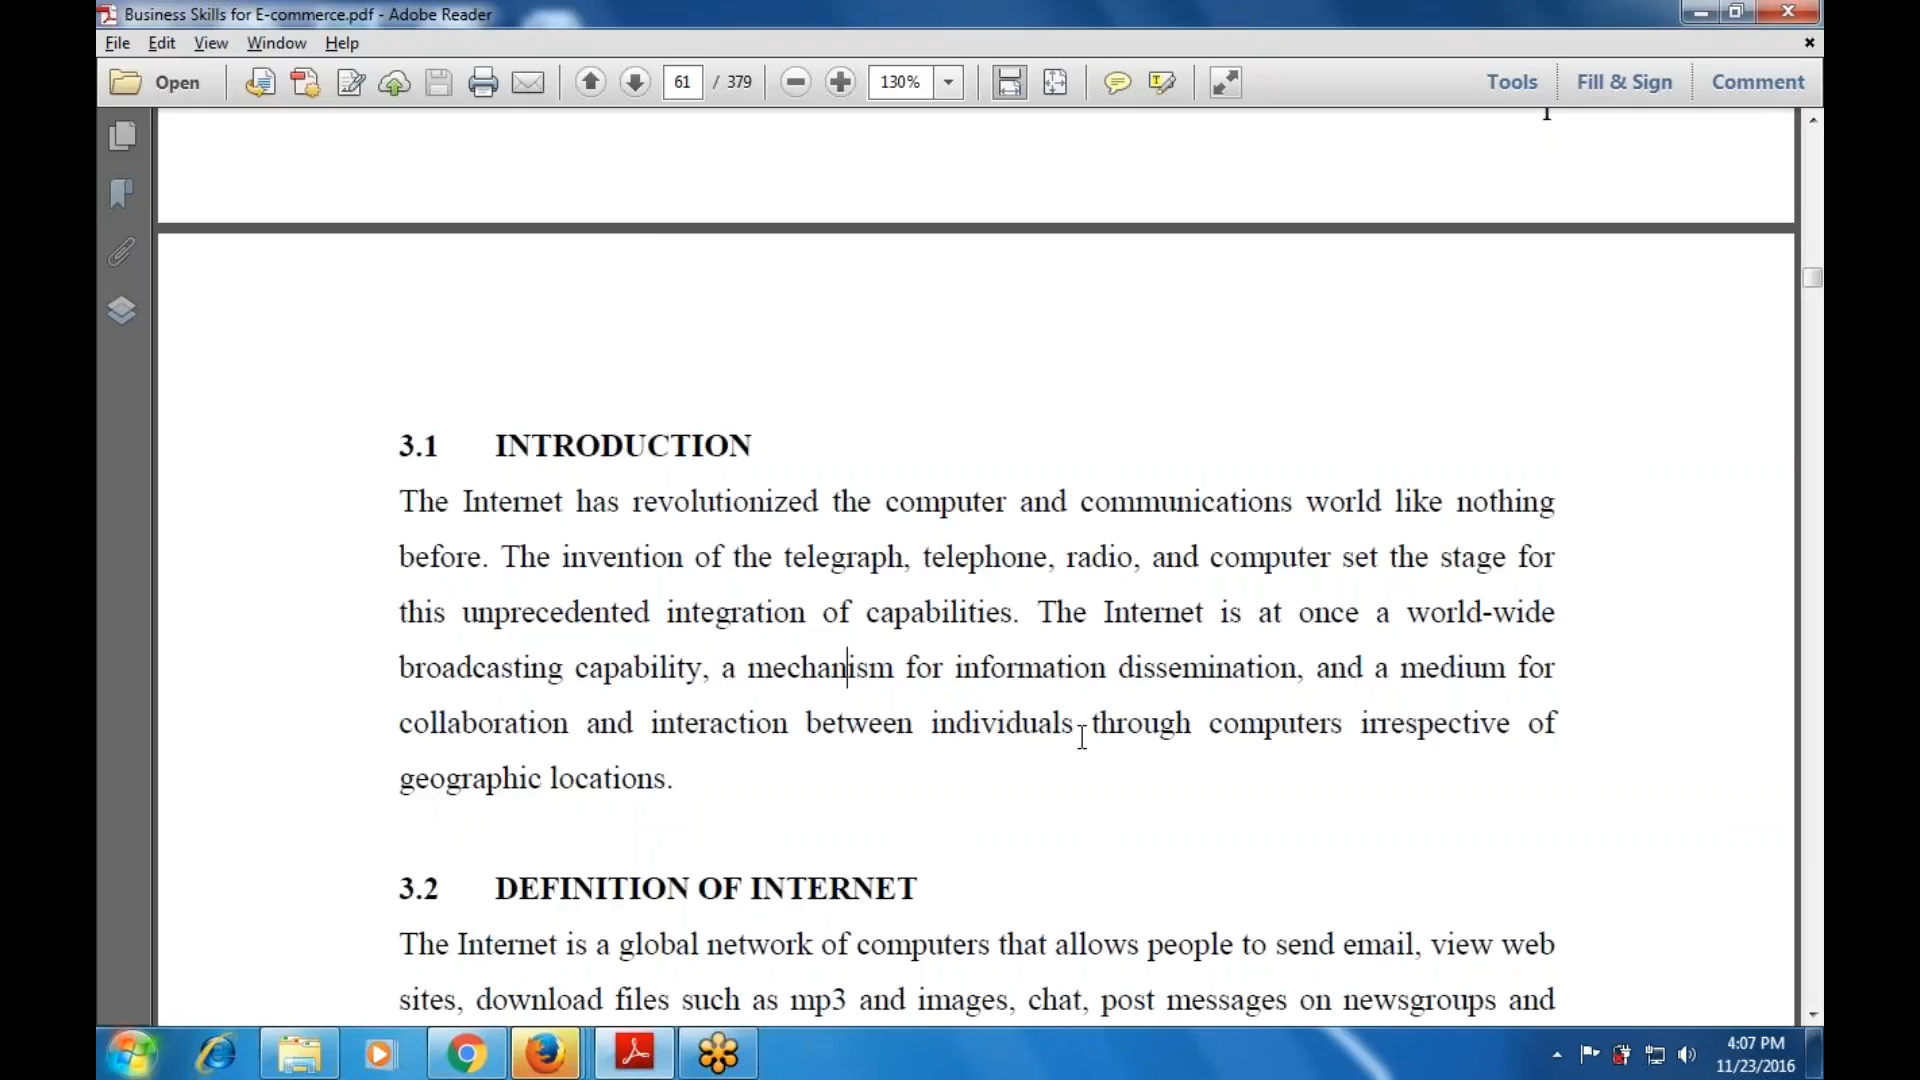 Business Skills for E-commerce.pdf - Adobe Reader
File Edit View Window Help
Open 61 / 379 130% Tools Fill & Sign Comment
1
3.1 INTRODUCTION
The Internet has revolutionized the computer and communications world like nothing
before. The invention of the telegraph, telephone, radio, and computer set the stage for
this unprecedented integration of capabilities. The Internet is at once a world-wide
broadcasting capability, a mechanism for information dissemination, and a medium for
collaboration and interaction between individuals through computers irrespective of
geographic locations.
3.2 DEFINITION OF INTERNET
The Internet is a global network of computers that allows people to send email, view web
sites, download files such as mp3 and images, chat, post messages on newsgroups and
4:07 PM
11/23/2016